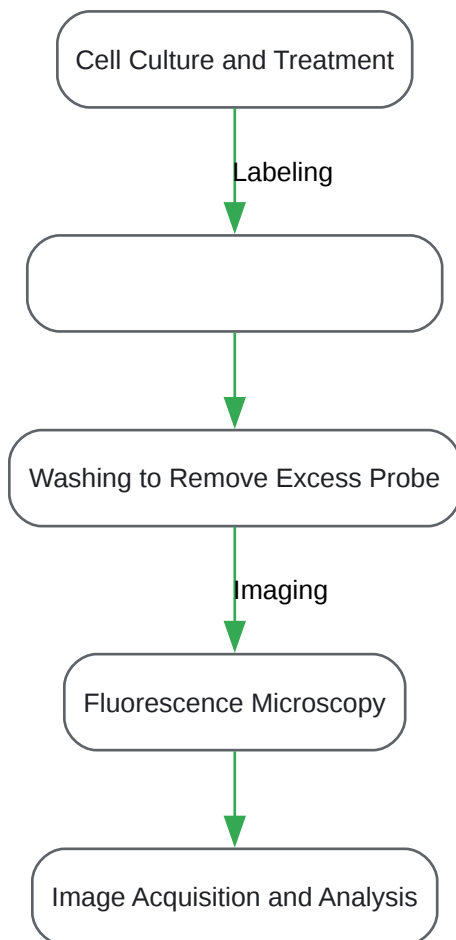 Cell Culture and Treatment
Labeling
Washing to Remove Excess Probe
Imaging
Fluorescence Microscopy
Image Acquisition and Analysis